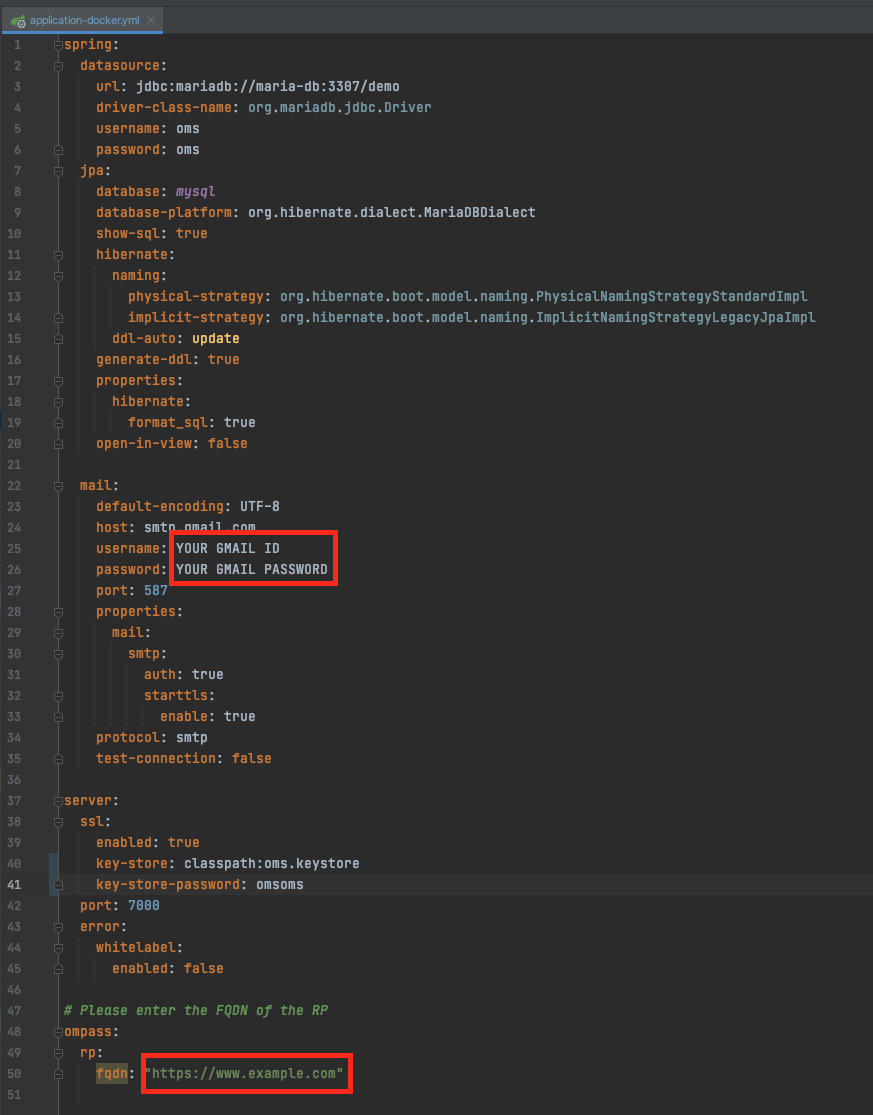 application-docker.yml
1 spring:
2 datasource:
3 url: jdbc:mariadb://maria-db:3307/demo
4 driver-class-name: org.mariadb.jdbc.Driver
5 username: oms
6 password: oms
7 jpa:
8 database: mysql
9 database-platform: org.hibernate.dialect.MariaDBDialect
10 show-sql: true
11 hibernate:
12 naming:
13 physical-strategy: org.hibernate.boot.model.naming.PhysicalNamingStrategyStandardImpl
14 implicit-strategy: org.hibernate.boot.model.naming.ImplicitNamingStrategyLegacyJpaImpl
15 ddl-auto: update
16 generate-ddl: true
17 properties:
18 hibernate:
19 format_sql: true
20 open-in-view: false
21
22 mail:
23 default-encoding: UTF-8
24 host: smtp.gmail.com
25 username: YOUR GMAIL ID
26 password: YOUR GMAIL PASSWORD
27 port: 587
28 properties:
29 mail:
30 smtp:
31 auth: true
32 starttls:
33 enable: true
34 protocol: smtp
35 test-connection: false
36
37 server:
38 ssl:
39 enabled: true
40 key-store: classpath:oms.keystore
41 key-store-password: omsoms
42 port: 7000
43 error:
44 whitelabel:
45 enabled: false
46
47 # Please enter the FQDN of the RP
48 ompass:
49 rp:
50 fqdn: "https://www.example.com"
51